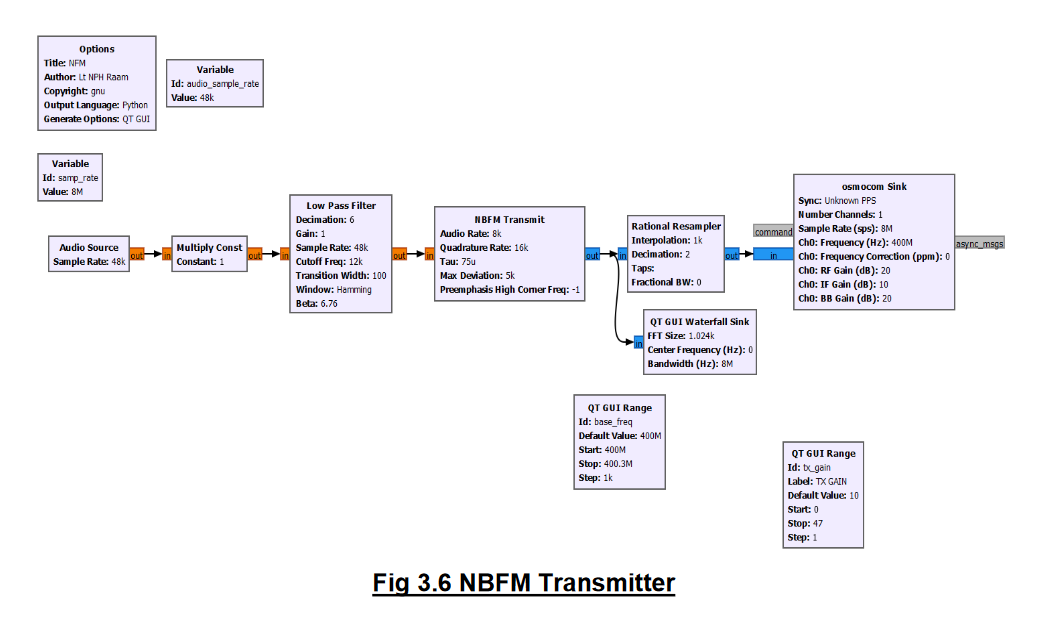 Options
Title: NFM
Author: Lt NPH Raam
Copyright: gnu
Output Language: Python
Generate Options: QT GUI
Variable
Id: audio_sample_rate
Value: 48k
Variable
Id: samp_rate
Value: 8M
Audio Source
Sample Rate: 48k
out
in
Multiply Const
Constant: 1
out
in
Low Pass Filter
Decimation: 6
Gain: 1
Sample Rate: 48k
Cutoff Freq: 12k
Transition Width: 100
Window: Hamming
Beta: 6.76
out
in
NBFM Transmit
Audio Rate: 8k
Quadrature Rate: 16k
Tau: 75u
Max Deviation: 5k
Preemphasis High Corner Freq: -1
out
in
Rational Resampler
Interpolation: 1k
Decimation: 2
Taps:
Fractional BW: 0
out
command
in
osmocom Sink
Sync: Unknown PPS
Number Channels: 1
Sample Rate (sps): 8M
Ch0: Frequency (Hz): 400M
Ch0: Frequency Correction (ppm): 0
Ch0: RF Gain (dB): 20
Ch0: IF Gain (dB): 10
Ch0: BB Gain (dB): 20
async_msgs
in
QT GUI Waterfall Sink
FFT Size: 1.024k
Center Frequency (Hz): 0
Bandwidth (Hz): 8M
QT GUI Range
Id: base_freq
Default Value: 400M
Start: 400M
Stop: 400.3M
Step: 1k
QT GUI Range
Id: tx_gain
Label: TX GAIN
Default Value: 10
Start: 0
Stop: 47
Step: 1
Fig 3.6 NBFM Transmitter